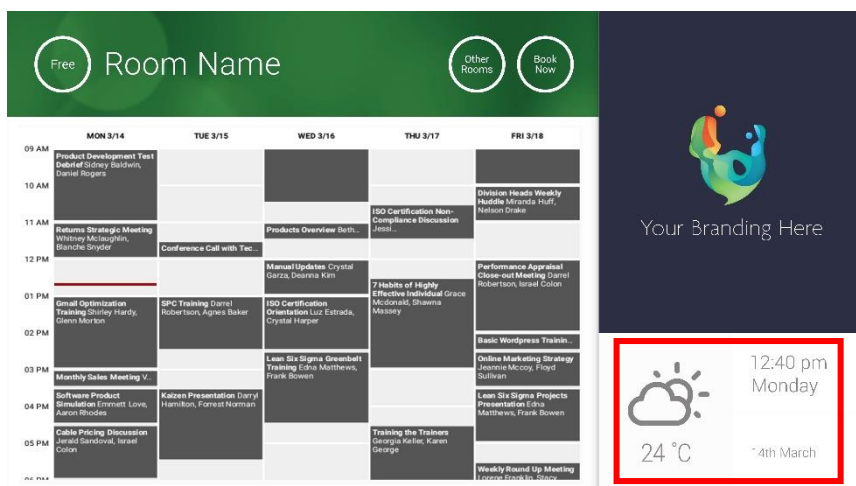 Free
Room Name
Other
Rooms
Book
Now
MON 3/14
TUE 3/15
WED 3/16
THU 3/17
FRI 3/18
09 AM
10 AM
11 AM
12 PM
01 PM
02 PM
03 PM
04 PM
05 PM
Product Development Test
Debrief Sidney Baldwin,
Daniel Rogers
Returns Strategic Meeting
Whitney Mclaughlin,
Blanche Snyder
Gmail Optimization
Training Shirley Hardy,
Glenn Morton
Monthly Sales Meeting V..
Software Product
Simulation Emmett Love,
Aaron Rhodes
Cable Pricing Discussion
Jerald Sandoval, Israel
Colon
Conference Call with Tec...
SPC Training Darrel
Robertson, Agnes Baker
Kaizen Presentation Darryl
Hamilton, Forrest Norman
Products Overview Beth...
Manual Updates Crystal
Garza, Deanna Kim
ISO Certification
Orientation Luz Estrada,
Crystal Harper
Lean Six Sigma Greenbelt
Training Edna Matthews,
Frank Bowen
ISO Certification Non-
Compliance Discussion
Jessi...
7 Habits of Highly
Effective Individual Grace
Mcdonald, Shawna
Massey
Training the Trainers
Georgia Keller, Karen
George
Division Heads Weekly
Huddle Miranda Huff,
Nelson Drake
Performance Appraisal
Close-out Meeting Darrel
Robertson, Israel Colon
Basic Wordpress Trainin...
Online Marketing Strategy
Jeannie Mccoy, Floyd
Sullivan
Lean Six Sigma Projects
Presentation Edna
Matthews, Frank Bowen
Weekly Round Up Meeting
Lorene Franklin, Stacy
Your Branding Here
12:40 pm
Monday
24 °C
14th March